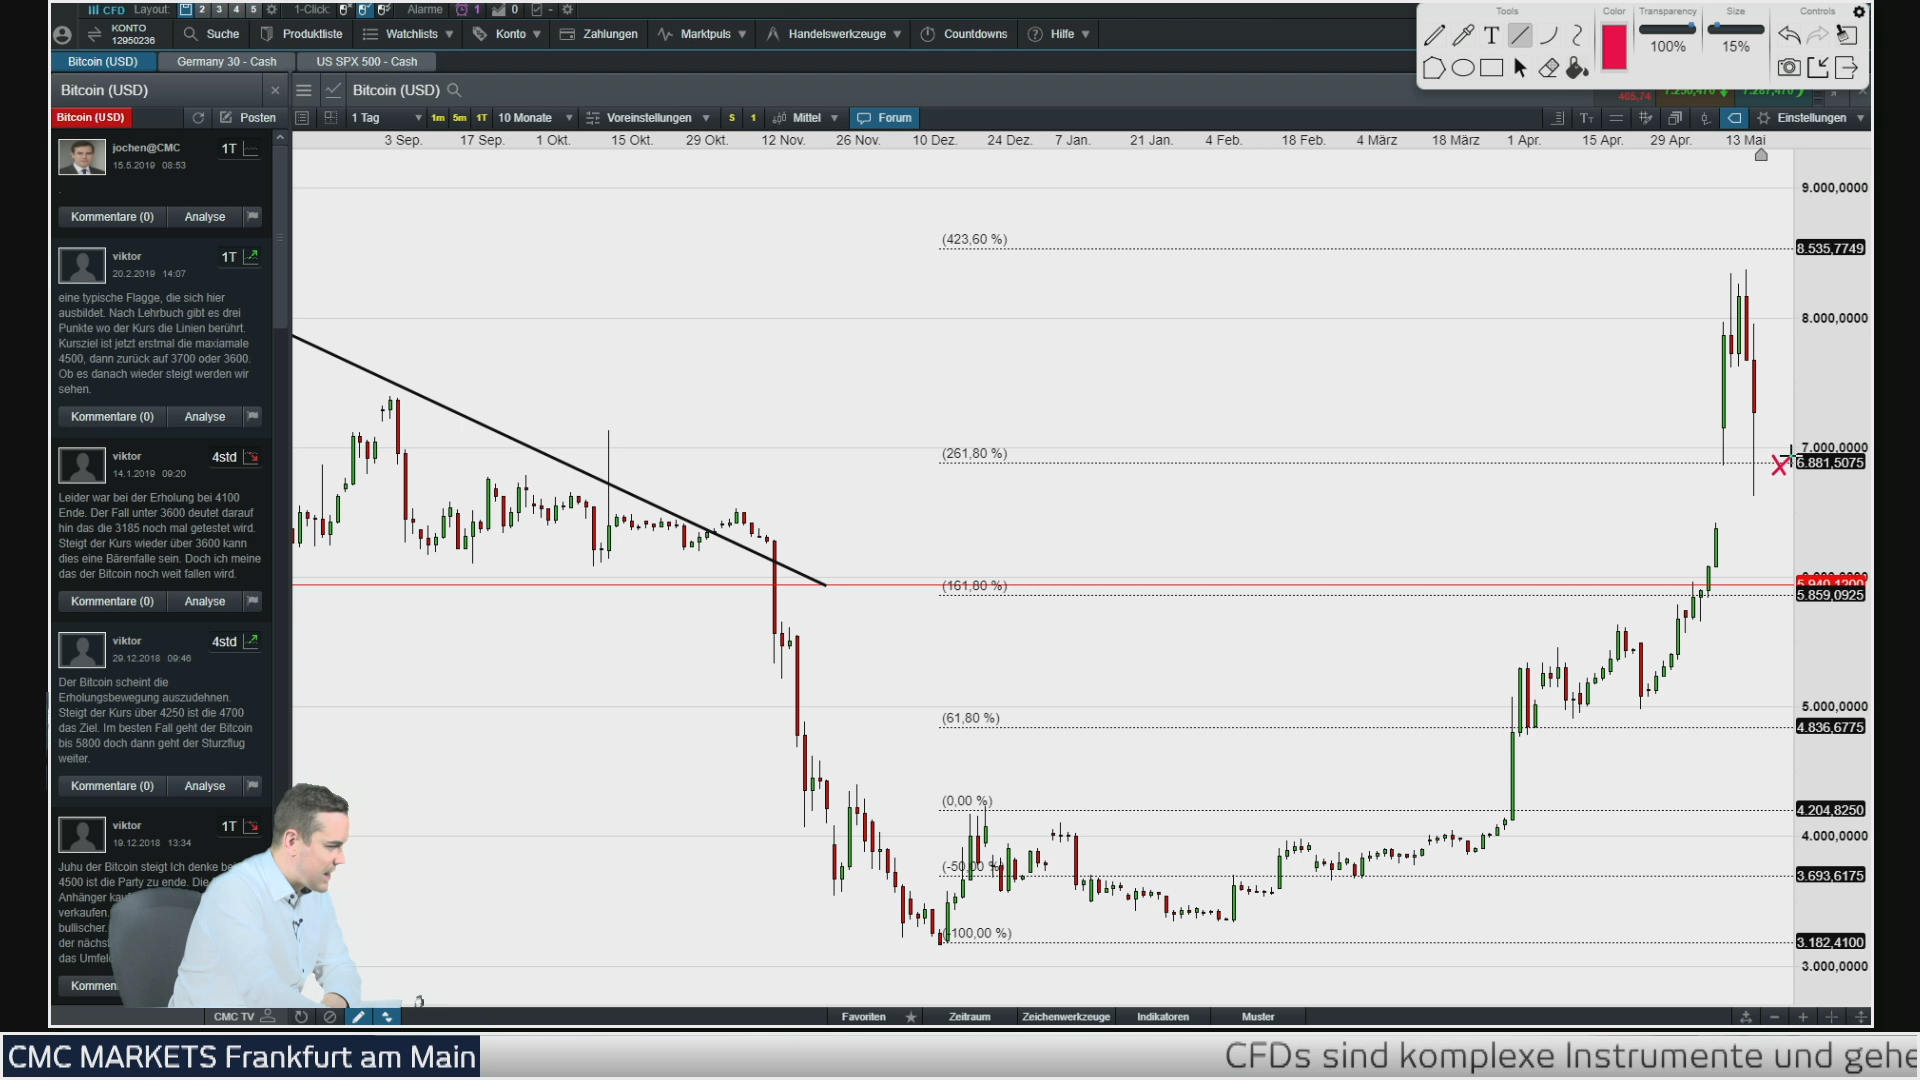 CFD Layout: 2 3 4 5 1-Click: Alarme 1 0 -
Tools Color Transparency Size Controls
100% 15%
KONTO
12950236
Suche Produktliste Watchlists Konto Zahlungen Marktpuls Handelswerkzeuge Countdowns Hilfe
Bitcoin (USD) Germany 30 - Cash US SPX 500 - Cash
Bitcoin (USD) Bitcoin (USD)
Bitcoin (USD) Posten 1 Tag 1m 5m 1T 10 Monate Voreinstellungen S 1 Mittel Forum Einstellungen
3 Sep. 17 Sep. 1 Okt. 15 Okt. 29 Okt. 12 Nov. 26 Nov. 10 Dez. 24 Dez. 7 Jan. 21 Jan. 4 Feb. 18 Feb. 4 März 18 März 1 Apr. 15 Apr. 29 Apr. 13 Mai
jochen@CMC 1T
15.5.2019 08:53
.
Kommentare (0) Analyse
viktor 1T
20.2.2019 14:07
eine typische Flagge, die sich hier
ausbildet. Nach Lehrbuch gibt es drei
Punkte wo der Kurs die Linien berührt.
Kursziel ist jetzt erstmal die maxiamale
4500, dann zurück auf 3700 oder 3600.
Ob es danach wieder steigt werden wir
sehen.
Kommentare (0) Analyse
viktor 4std
14.1.2019 09:20
Leider war bei der Erholung bei 4100
Ende. Der Fall unter 3600 deutet darauf
hin das die 3185 noch mal getestet wird.
Steigt der Kurs wieder über 3600 kann
dies eine Bärenfalle sein. Doch ich meine
das der Bitcoin noch weit fallen wird.
Kommentare (0) Analyse
viktor 4std
29.12.2018 09:46
Der Bitcoin scheint die
Erholungsbewegung auszudehnen.
Steigt der Kurs über 4250 ist die 4700
das Ziel. Im besten Fall geht der Bitcoin
bis 5800 doch dann geht der Sturzflug
weiter.
Kommentare (0) Analyse
viktor 1T
19.12.2018 13:34
Juhu der Bitcoin steigt Ich denke
4500 ist die Party zu ende.
Anhänger
verkaufen.
bullischer.
der nächst
das Umfel
Kommen
9.000,0000
(423,60 %) 8.535,7749
8.000,0000
7.000,0000
(261,80 %) 6.881,5075
(161,80 %) 5.940,1200
5.859,0925
5.000,0000
(61,80 %) 4.836,6775
(0,00 %) 4.204,8250
4.000,0000
(-50,00 %) 3.693,6175
(-100,00 %) 3.182,4100
3.000,0000
CMC TV Favoriten Zeitraum Zeichenwerkzeuge Indikatoren Muster
CMC MARKETS Frankfurt am Main
CFDs sind komplexe Instrumente und gehe